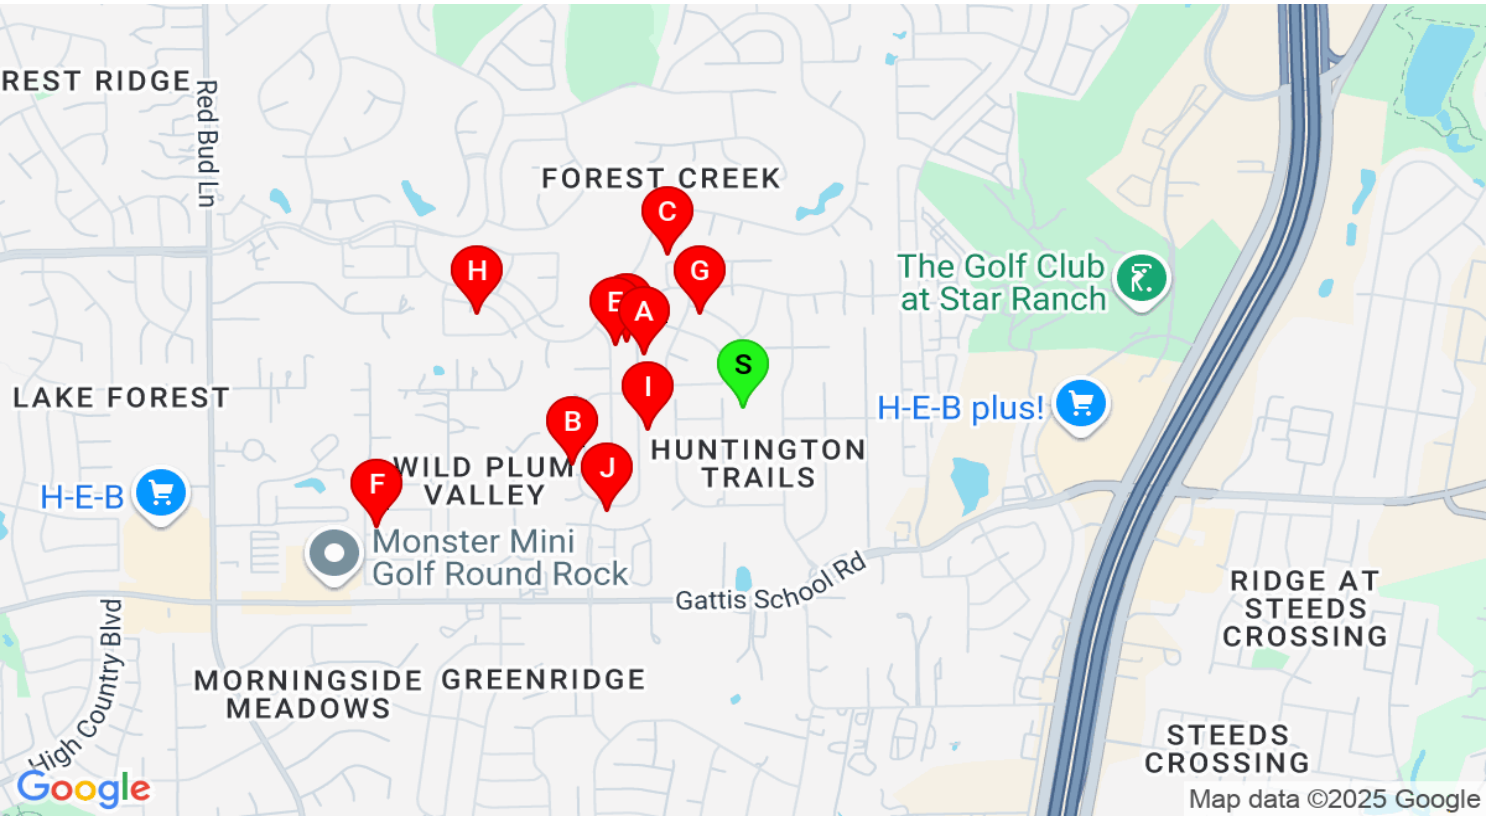 REST RIDGE
Red Bud Ln
FOREST CREEK
C
H
G
The Golf Club
at Star Ranch
E
A
S
I
LAKE FOREST
H-E-B plus!
B
HUNTINGTON
TRAILS
J
WILD PLUM
VALLEY
F
H-E-B
Monster Mini
Golf Round Rock
Gattis School Rd
RIDGE AT
STEEDS
CROSSING
High Country Blvd
MORNINGSIDE
MEADOWS
GREENRIDGE
STEEDS
CROSSING
Google
Map data ©2025 Google